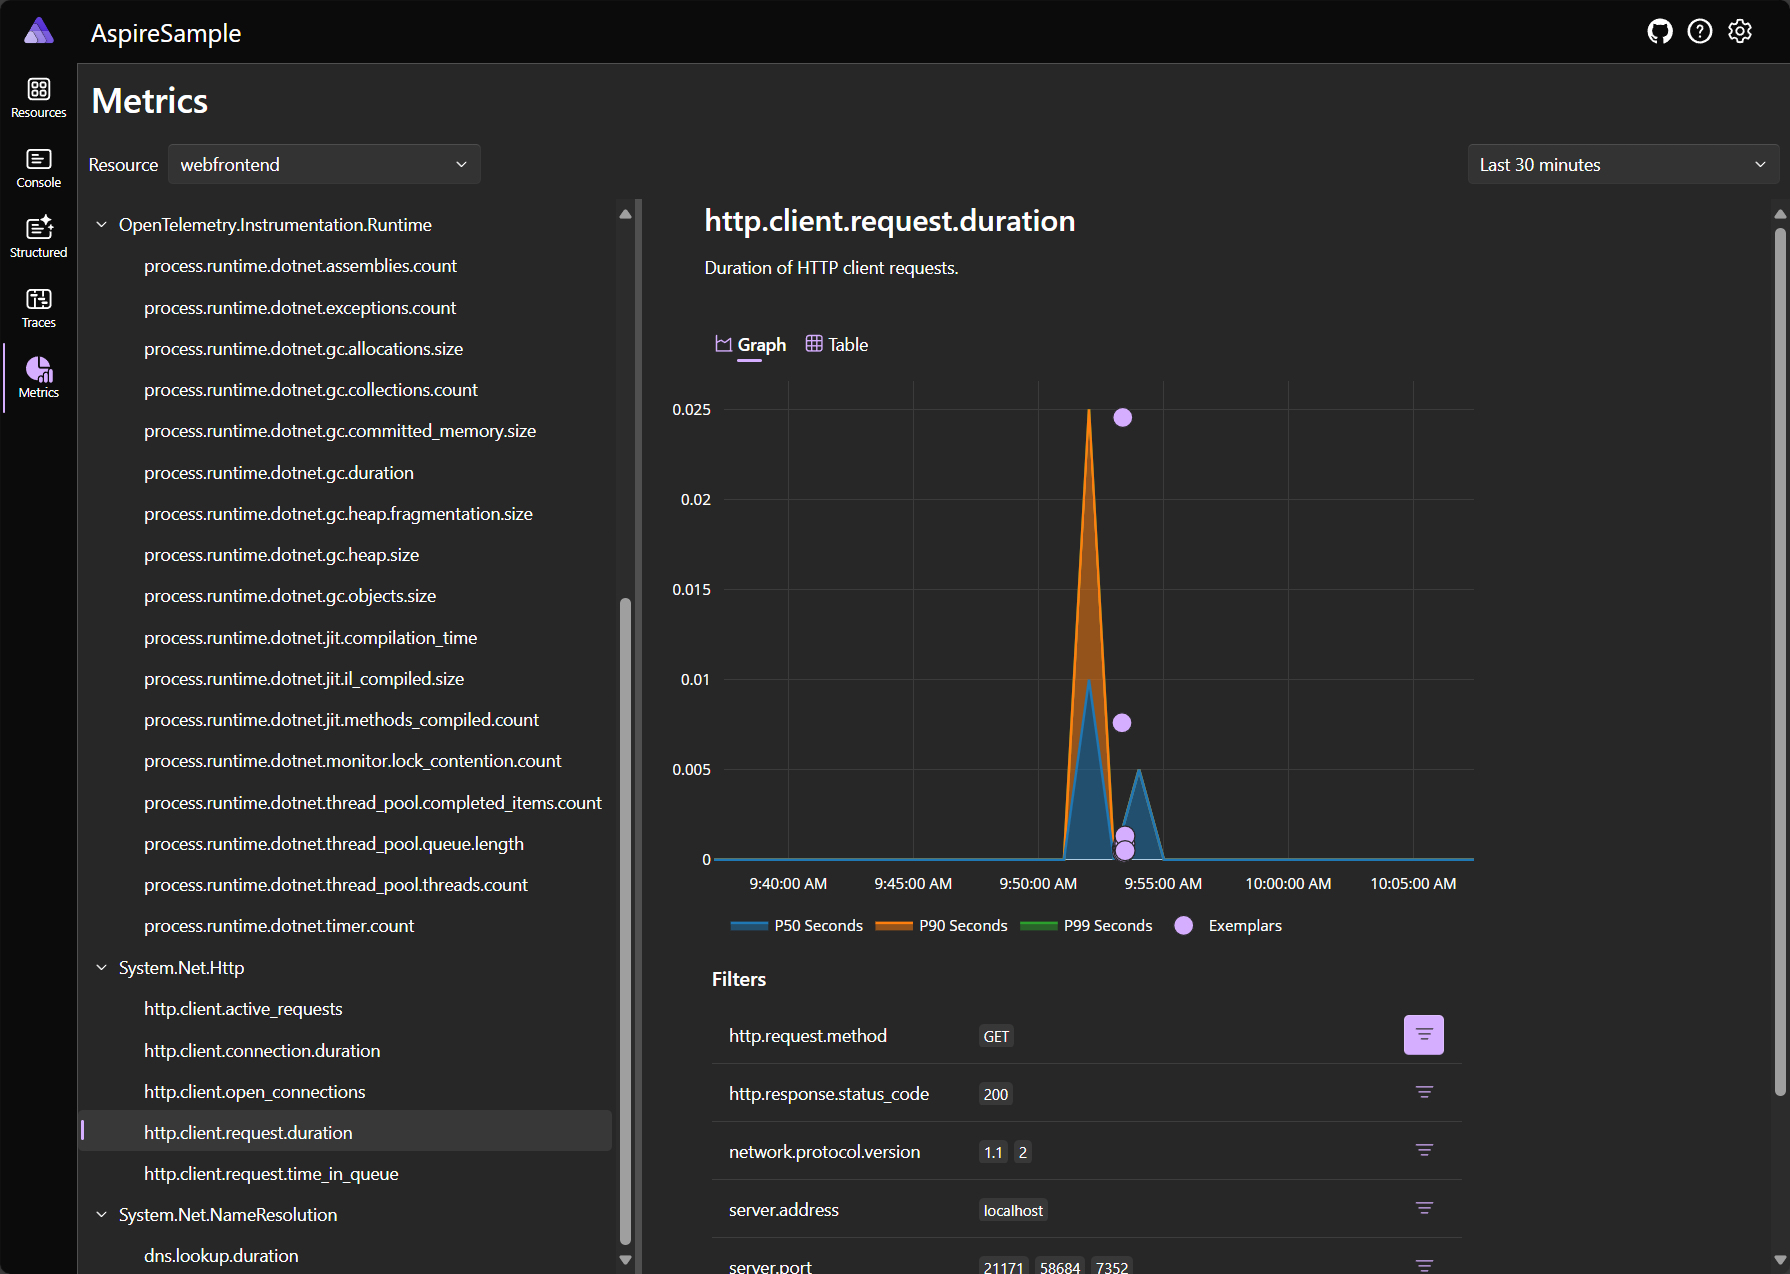 AspireSample
Resources
Console
Structured
Traces
Metrics
Metrics
Resource
webfrontend
Last 30 minutes
OpenTelemetry.Instrumentation.Runtime
process.runtime.dotnet.assemblies.count
process.runtime.dotnet.exceptions.count
process.runtime.dotnet.gc.allocations.size
process.runtime.dotnet.gc.collections.count
process.runtime.dotnet.gc.committed_memory.size
process.runtime.dotnet.gc.duration
process.runtime.dotnet.gc.heap.fragmentation.size
process.runtime.dotnet.gc.heap.size
process.runtime.dotnet.gc.objects.size
process.runtime.dotnet.jit.compilation_time
process.runtime.dotnet.jit.il_compiled.size
process.runtime.dotnet.jit.methods_compiled.count
process.runtime.dotnet.monitor.lock_contention.count
process.runtime.dotnet.thread_pool.completed_items.count
process.runtime.dotnet.thread_pool.queue.length
process.runtime.dotnet.thread_pool.threads.count
process.runtime.dotnet.timer.count
System.Net.Http
http.client.active_requests
http.client.connection.duration
http.client.open_connections
http.client.request.duration
http.client.request.time_in_queue
System.Net.NameResolution
dns.lookup.duration
http.client.request.duration
Duration of HTTP client requests.
Graph Table
0.025
0.02
0.015
0.01
0.005
0
9:40:00 AM 9:45:00 AM 9:50:00 AM 9:55:00 AM 10:00:00 AM 10:05:00 AM
P50 Seconds P90 Seconds P99 Seconds Exemplars
Filters
http.request.method GET
http.response.status_code 200
network.protocol.version 1.1 2
server.address localhost
server.port 21171 58684 7352